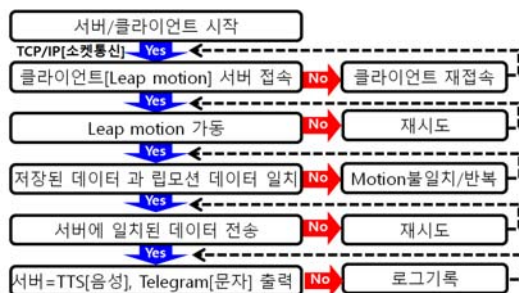 서버/클라이언트 시작
TCP/IP[소켓통신] Yes
클라이언트[Leap motion] 서버 접속 No 클라이언트 재접속
Yes
Leap motion 가동 No 재시도
Yes
저장된 데이터 과 립모션 데이터 일치 No Motion불일치/반복
Yes
서버에 일치된 데이터 전송 No 재시도
Yes
서버=TTS[음성], Telegram[문자] 출력 No 로그기록